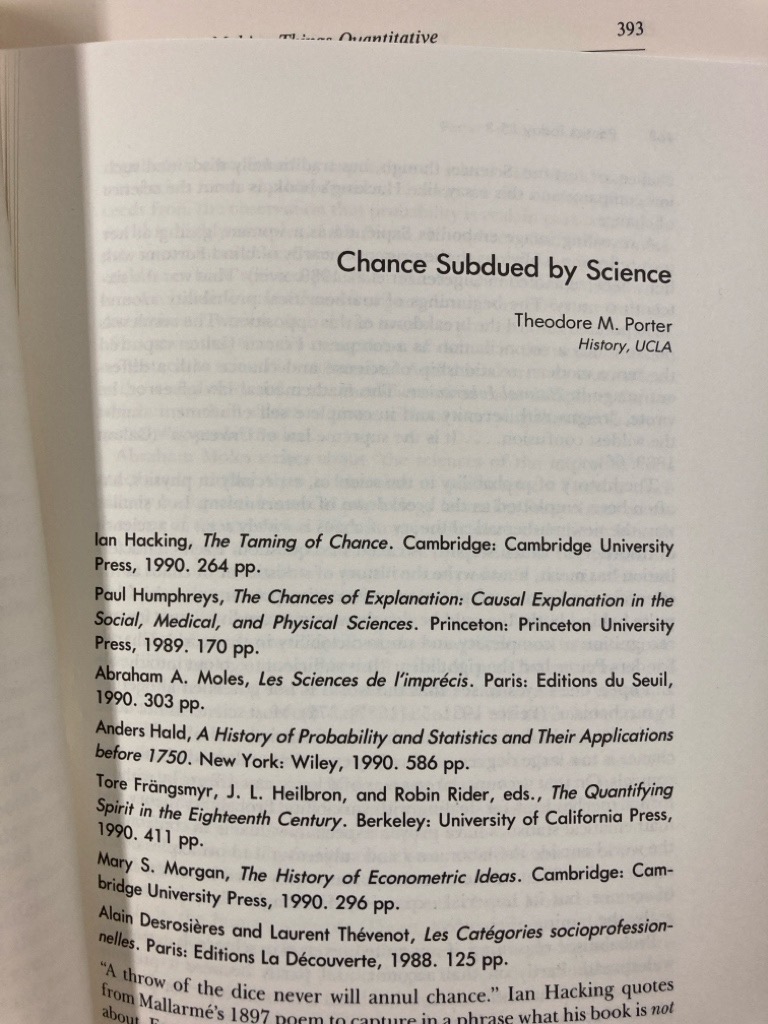 Things Quantitative
393
Chance Subdued by Science
Theodore M. Porter
History, UCLA
Ian Hacking, The Taming of Chance. Cambridge: Cambridge University
Press, 1990. 264 pp.
Paul Humphreys, The Chances of Explanation: Causal Explanation in the
Social, Medical, and Physical Sciences. Princeton: Princeton University
Press, 1989. 170 pp.
Abraham A. Moles, Les Sciences de l'imprécis. Paris: Editions du Seuil,
1990. 303 pp.
Anders Hald, A History of Probability and Statistics and Their Applications
before 1750. New York: Wiley, 1990. 586 pp.
Tore Frängsmyr, J. L. Heilbron, and Robin Rider, eds., The Quantifying
Spirit in the Eighteenth Century. Berkeley: University of California Press,
1990. 411 pp.
Mary S. Morgan, The History of Econometric Ideas. Cambridge: Cam-
bridge University Press, 1990. 296 pp.
Alain Desrosières and Laurent Thévenot, Les Catégories socioprofession-
nelles. Paris: Editions La Découverte, 1988. 125 pp.
"A throw of the dice never will annul chance." Ian Hacking quotes
from Mallarmé's 1897 poem to capture in a phrase what his book is not
about.